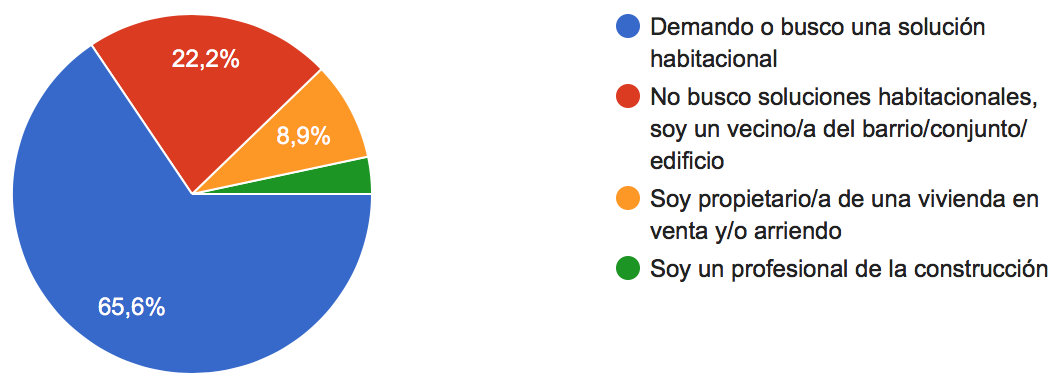 22,2%
8,9%
65,6%
Demando o busco una solución
habitacional
No busco soluciones habitacionales,
soy un vecino/a del barrio/conjunto/
edificio
Soy propietario/a de una vivienda en
venta y/o arriendo
Soy un profesional de la construcción